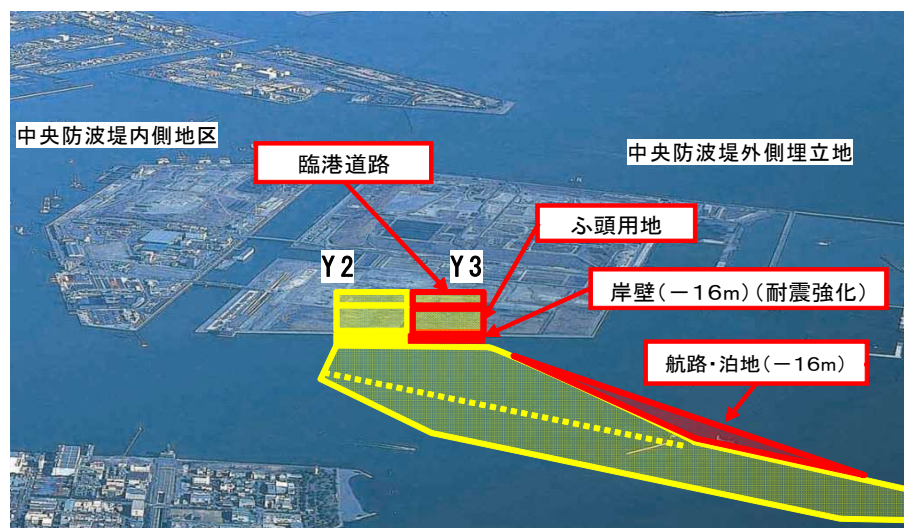 中央防波堤内側地区
中央防波堤外側埋立地
臨港道路
ふ頭用地
Y2
Y3
岸壁(－16m)(耐震強化)
航路・泊地(－16m)